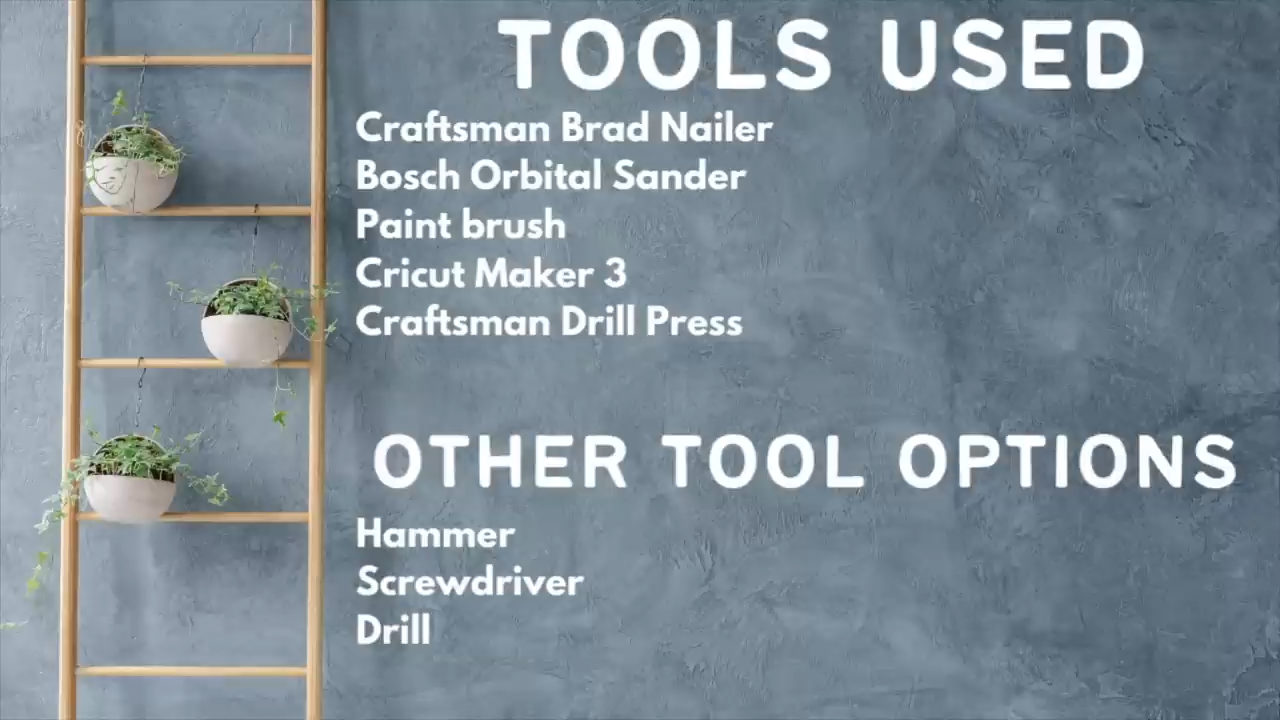 TOOLS USED
Craftsman Brad Nailer
Bosch Orbital Sander
Paint brush
Cricut Maker 3
Craftsman Drill Press
OTHER TOOL OPTIONS
Hammer
Screwdriver
Drill